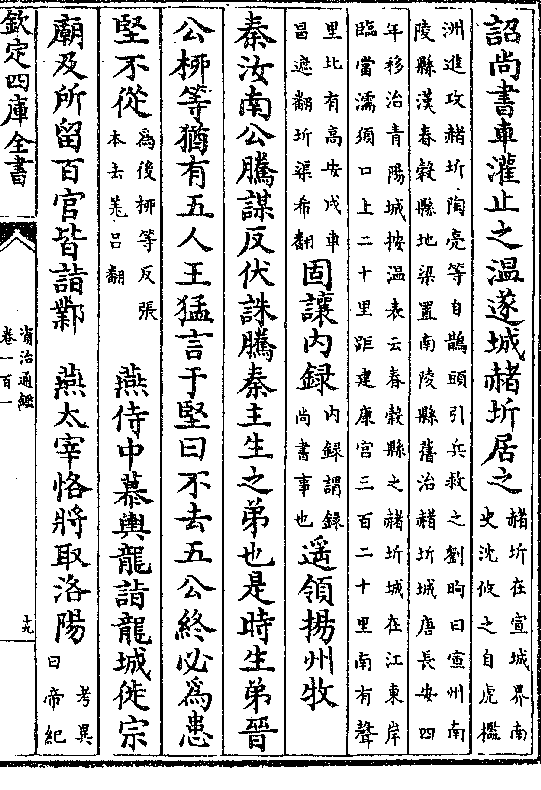 詔尚書車灌止之温遂城赭圻居之赭圻在宣城界南史沈攸之自虎檻
洲進攻赭圻陶亮等自鵲頭引兵救之劉昫曰宣州南陵縣漢春穀縣地梁置南陵縣舊治赭圻城唐長安四
年移治青陽城按温表云春穀縣之赭圻城在江東岸臨當濡須口上二十里距建康宫三百二十里南有聲
里比有高安戍車昌遮翻圻渠希翻固讓内録内録謂録尚書事也遥領揚州牧
秦汝南公騰謀反伏誅騰秦主生之弟也是時生弟晉
公栁等猶有五人王猛言于堅曰不去五公終必為患
堅不從為後栁等反張本去羌吕翻燕侍中慕輿龍詣龍城徙宗
廟及所留百官皆詣鄴　燕太宰恪將取洛陽考異曰帝紀
欽定四庫全書
資治通鑑
卷一百一
十九